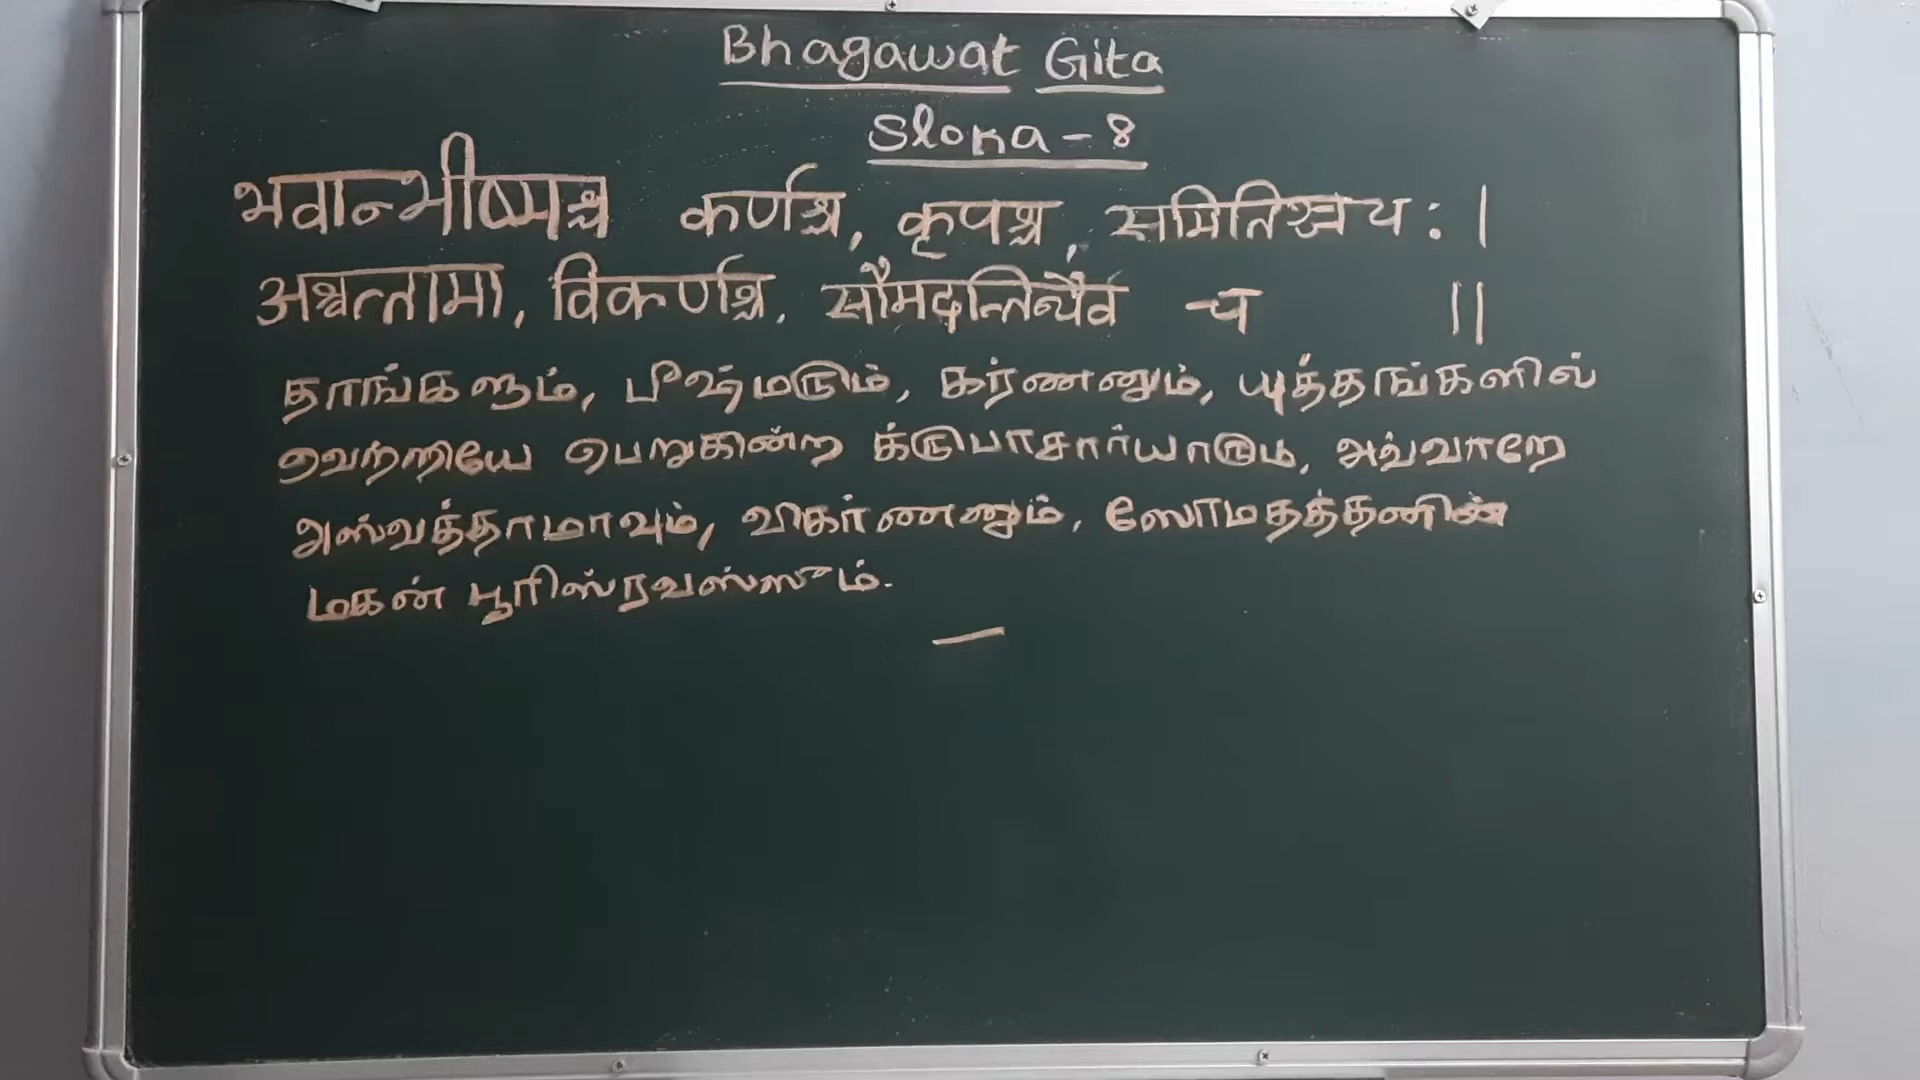 Bhagawat Gita
Sloka - 8
भवान्भीष्मश्च कर्णश्च, कृपश्च, समितिञ्जय: |
अश्वत्तामा, विकर्णश्च, सौमदत्तिर्थैव च ||
தாங்களும், பீஷ்மரும், கர்ணனும், யுத்தங்களில்
வெற்றியே பெறுகின்ற க்ருபாசார்யாரும், அவ்வாறே
அஸ்வத்தாமாவும், விகர்ணனும், ஸோமதத்தனின்
மகன் பூரிஸ்ரவஸ்ஸும்.
—